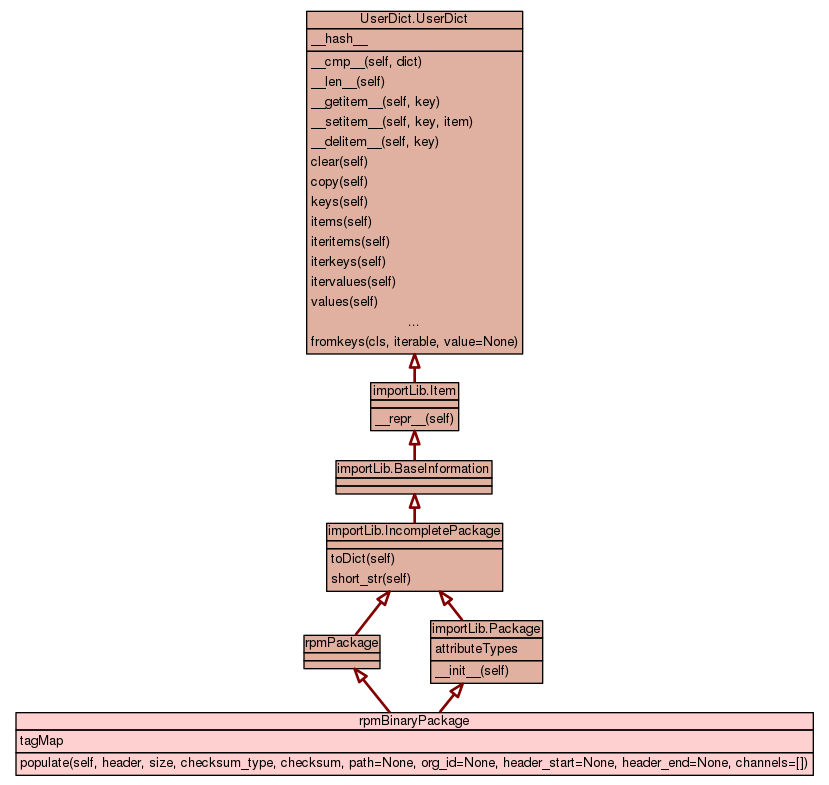 UserDict.UserDict
__hash__
__cmp__(self, dict)
__len__(self)
__getitem__(self, key)
__setitem__(self, key, item)
__delitem__(self, key)
clear(self)
copy(self)
keys(self)
items(self)
iteritems(self)
iterkeys(self)
itervalues(self)
values(self)
...
fromkeys(cls, iterable, value=None)
importLib.Item
__repr__(self)
importLib.BaseInformation
importLib.IncompletePackage
toDict(self)
short_str(self)
rpmPackage
importLib.Package
attributeTypes
__init__(self)
rpmBinaryPackage
tagMap
populate(self, header, size, checksum_type, checksum, path=None, org_id=None, header_start=None, header_end=None, channels=[])